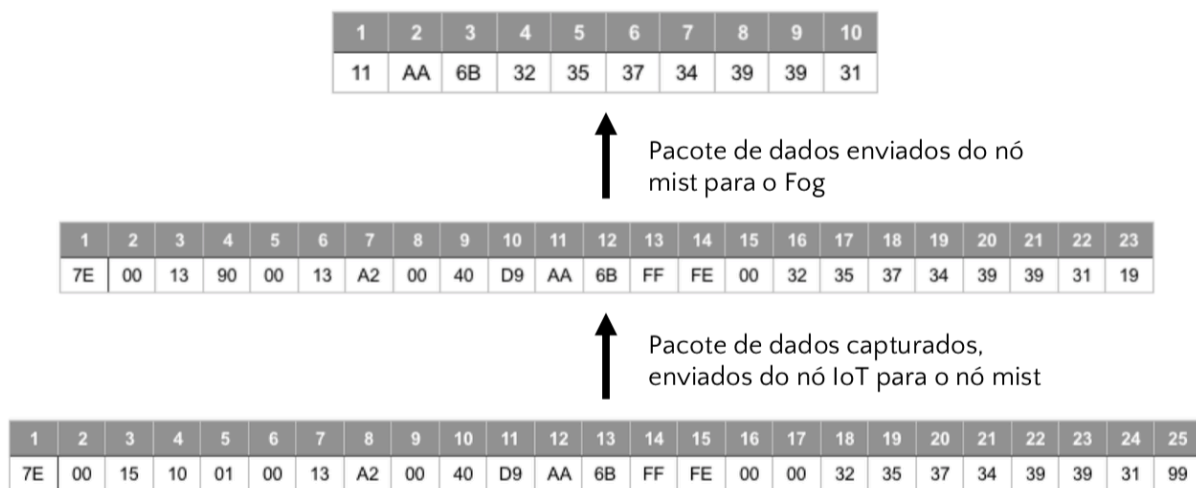 1 2 3 4 5 6 7 8 9 10
11 AA 6B 32 35 37 34 39 39 31
Pacote de dados enviados do nó
mist para o Fog
1 2 3 4 5 6 7 8 9 10 11 12 13 14 15 16 17 18 19 20 21 22 23
7E 00 13 90 00 13 A2 00 40 D9 AA 6B FF FE 00 32 35 37 34 39 39 31 19
Pacote de dados capturados,
enviados do nó IoT para o nó mist
1 2 3 4 5 6 7 8 9 10 11 12 13 14 15 16 17 18 19 20 21 22 23 24 25
7E 00 15 10 01 00 13 A2 00 40 D9 AA 6B FF FE 00 00 32 35 37 34 39 39 31 99